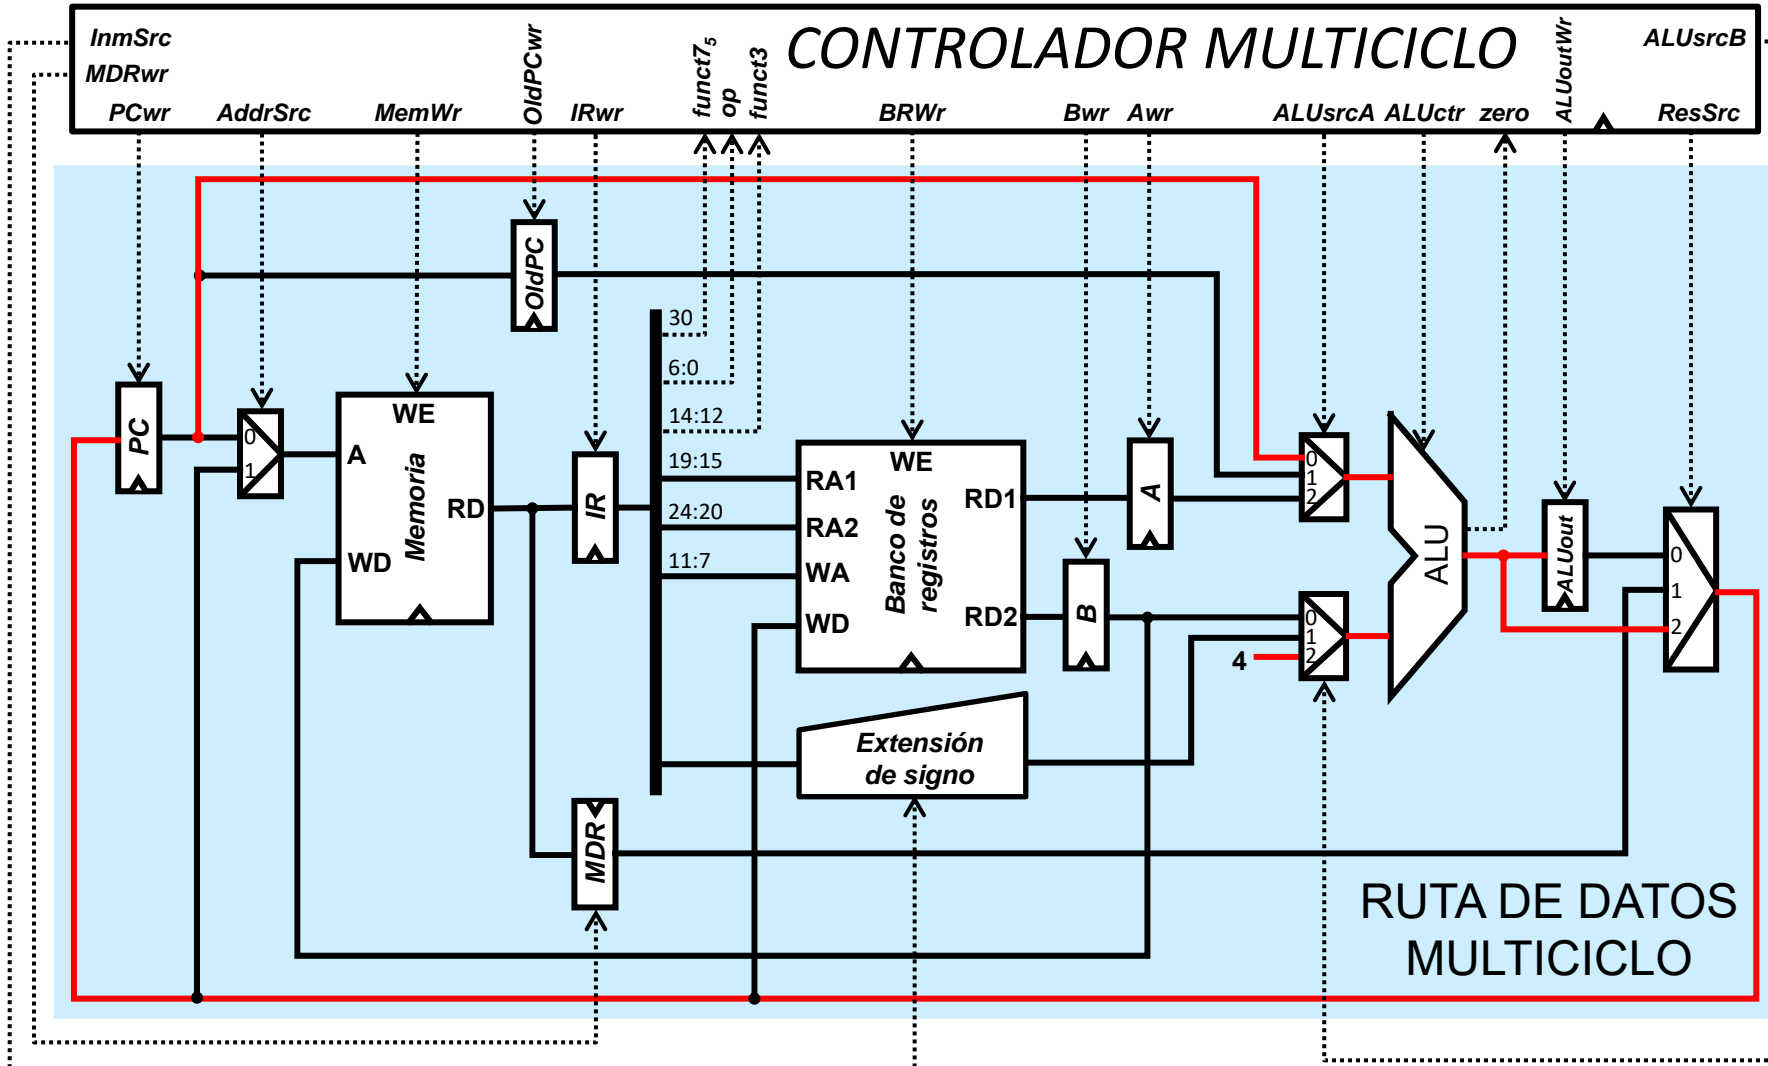 InmSrc
MDRwr
PCwr
AddrSrc
MemWr
OldPCwr
IRwr
funct7₅
op
funct3
CONTROLADOR MULTICICLO
BRWr
Bwr
Awr
ALUsrcA
ALUctr
zero
ALUoutWr
ALUsrcB
ResSrc
OldPC
30
6:0
14:12
19:15
24:20
11:7
PC
0
1
WE
A
RD
WD
Memoria
IR
WE
RA1
RA2
WA
WD
RD1
RD2
Banco de
registros
A
B
0
1
2
0
1
2
4
ALU
ALUout
0
1
2
Extensión
de signo
MDR
RUTA DE DATOS
MULTICICLO